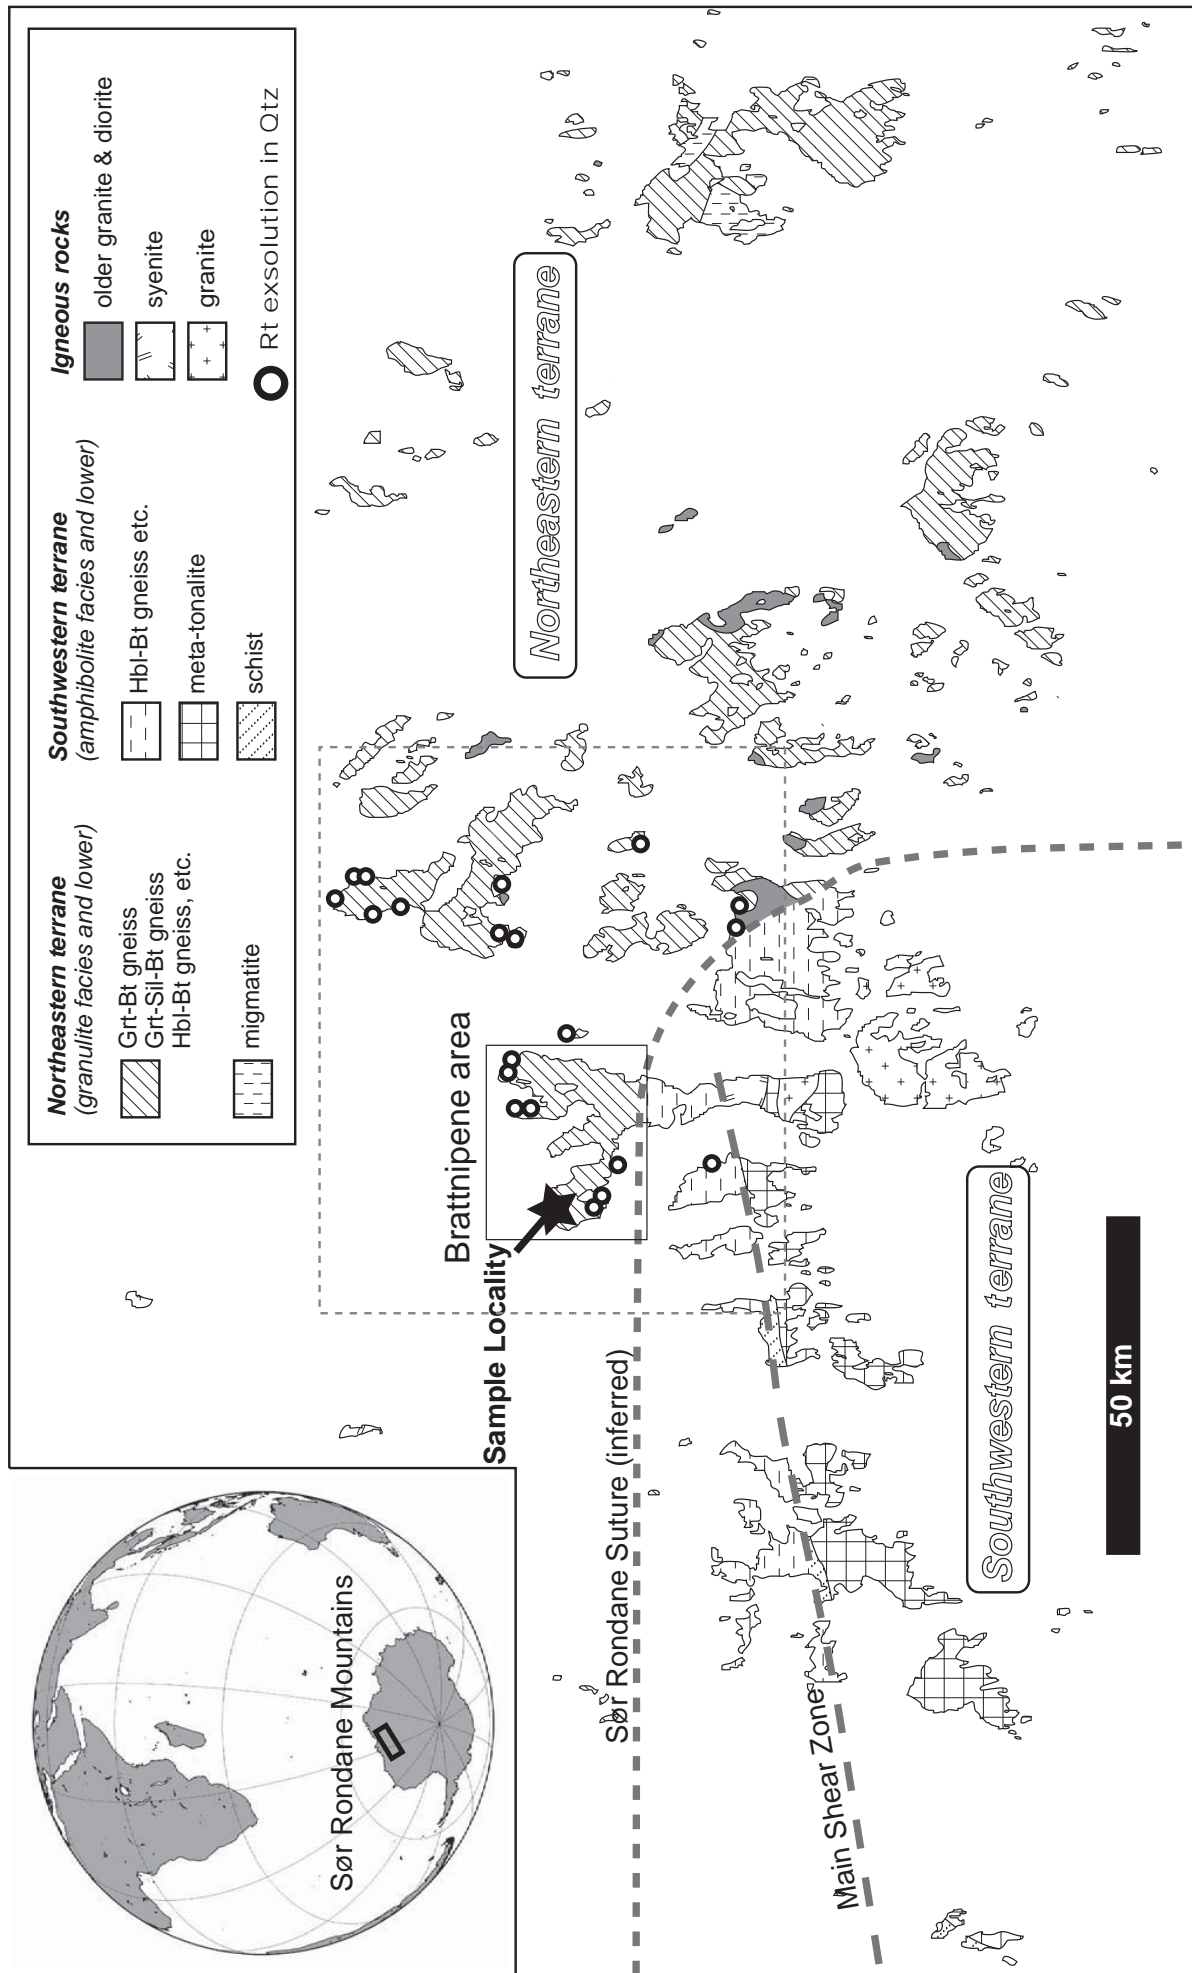 Northeastern terrane
(granulite facies and lower)
Grt-Bt gneiss
Grt-Sil-Bt gneiss
Hbl-Bt gneiss, etc.
migmatite
Southwestern terrane
(amphibolite facies and lower)
Hbl-Bt gneiss etc.
meta-tonalite
schist
Igneous rocks
older granite & diorite
syenite
granite
Rt exsolution in Qtz
Sør Rondane Mountains
Brattnipene area
Sample Locality
Northeastern terrane
Sør Rondane Suture (inferred)
Main Shear Zone
Southwestern terrane
50 km